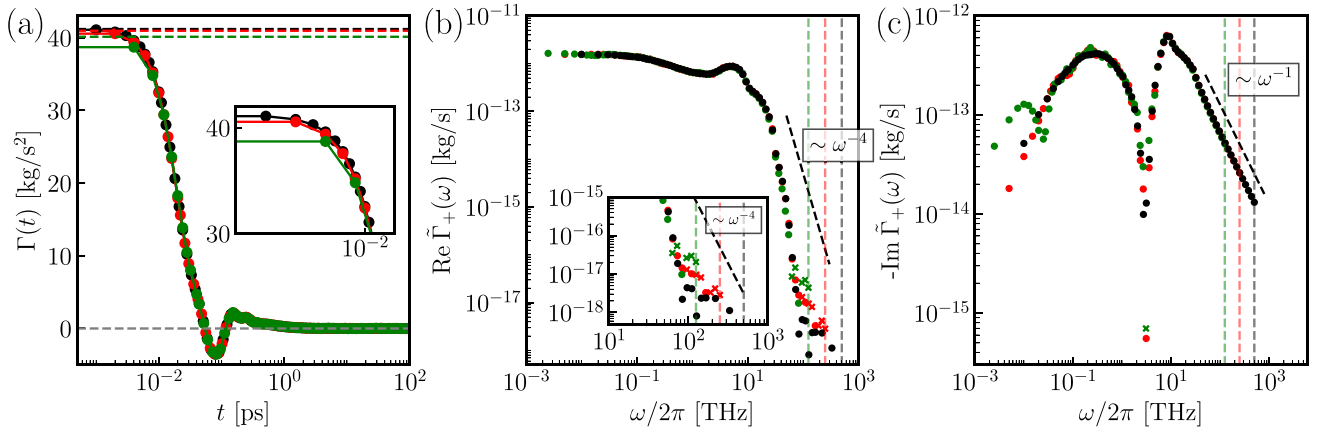 (a)
Γ(t) [kg/s²]
40
30
20
10
0
40
30
10⁻²
10⁻² 10⁰ 10²
t [ps]
(b)
Re Γ̃₊(ω) [kg/s]
10⁻¹¹
10⁻¹³
10⁻¹⁵
10⁻¹⁷
∼ ω⁻⁴
10⁻¹⁵
10⁻¹⁶
10⁻¹⁷
10⁻¹⁸
∼ ω⁻⁴
10¹ 10² 10³
10⁻³ 10⁻¹ 10¹ 10³
ω/2π [THz]
(c)
-Im Γ̃₊(ω) [kg/s]
10⁻¹²
10⁻¹³
10⁻¹⁴
10⁻¹⁵
∼ ω⁻¹
10⁻³ 10⁻¹ 10¹ 10³
ω/2π [THz]